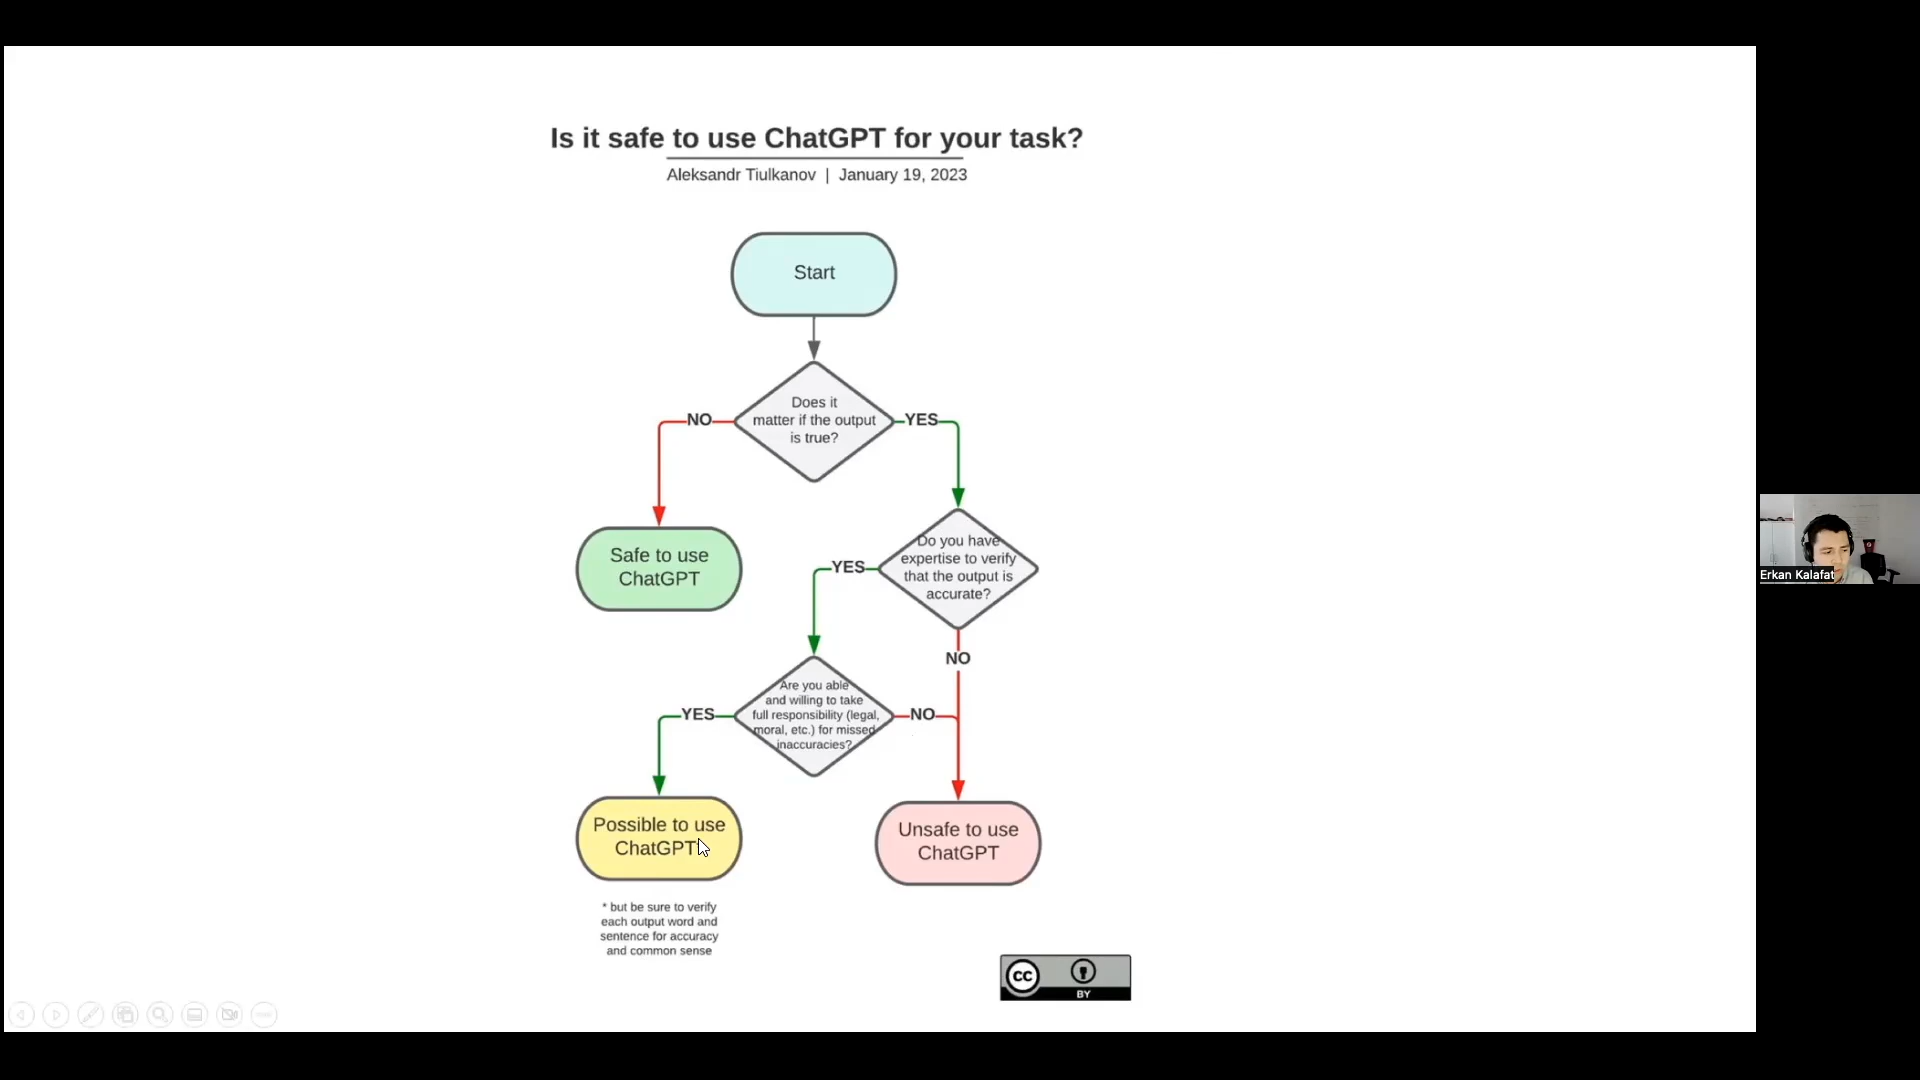 Is it safe to use ChatGPT for your task?
Aleksandr Tiulkanov | January 19, 2023
Start
Does it
matter if the output
is true?
NO
YES
Safe to use
ChatGPT
Do you have
expertise to verify
that the output is
accurate?
YES
NO
Are you able
and willing to take
full responsibility (legal,
moral, etc.) for missed
inaccuracies?
YES
NO
Possible to use
ChatGPT
Unsafe to use
ChatGPT
* but be sure to verify
each output word and
sentence for accuracy
and common sense
cc
BY
Erkan Kalafat